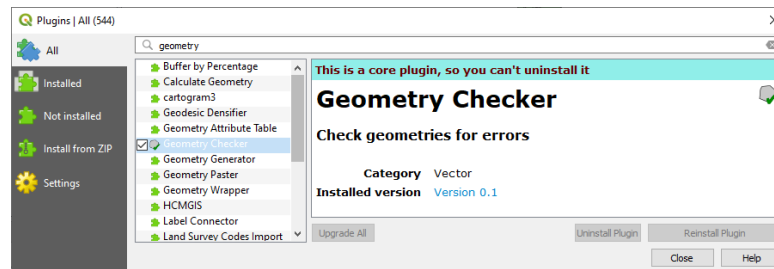 Plugins | All (544)
All
Installed
Not installed
Install from ZIP
Settings
geometry
Buffer by Percentage
Calculate Geometry
cartogram3
Geodesic Densifier
Geometry Attribute Table
Geometry Checker
Geometry Generator
Geometry Paster
Geometry Wrapper
HCMGIS
Label Connector
Land Survey Codes Import
This is a core plugin, so you can't uninstall it
Geometry Checker
Check geometries for errors
Category Vector
Installed version Version 0.1
Upgrade All
Uninstall Plugin
Reinstall Plugin
Close
Help